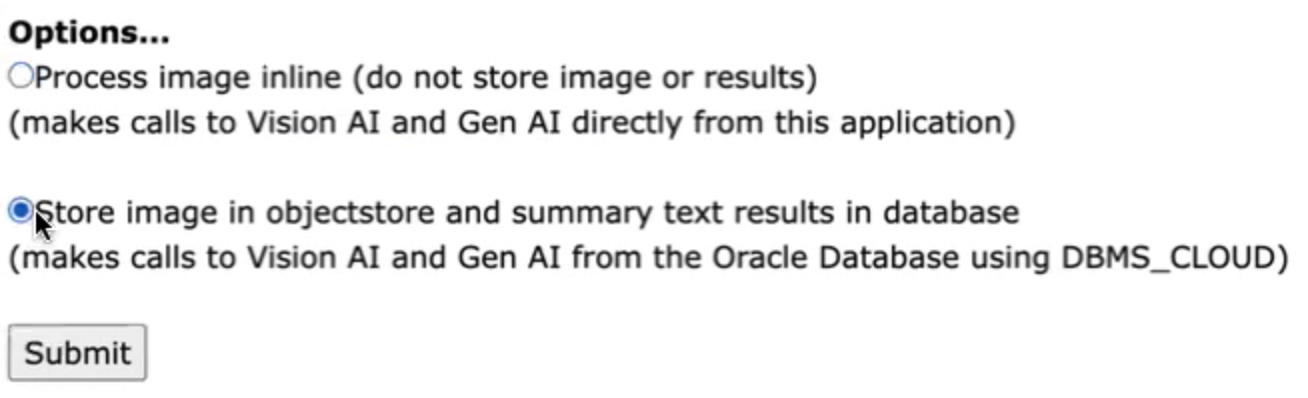 Options...
Process image inline (do not store image or results)
(makes calls to Vision AI and Gen AI directly from this application)
Store image in objectstore and summary text results in database
(makes calls to Vision AI and Gen AI from the Oracle Database using DBMS_CLOUD)
Submit